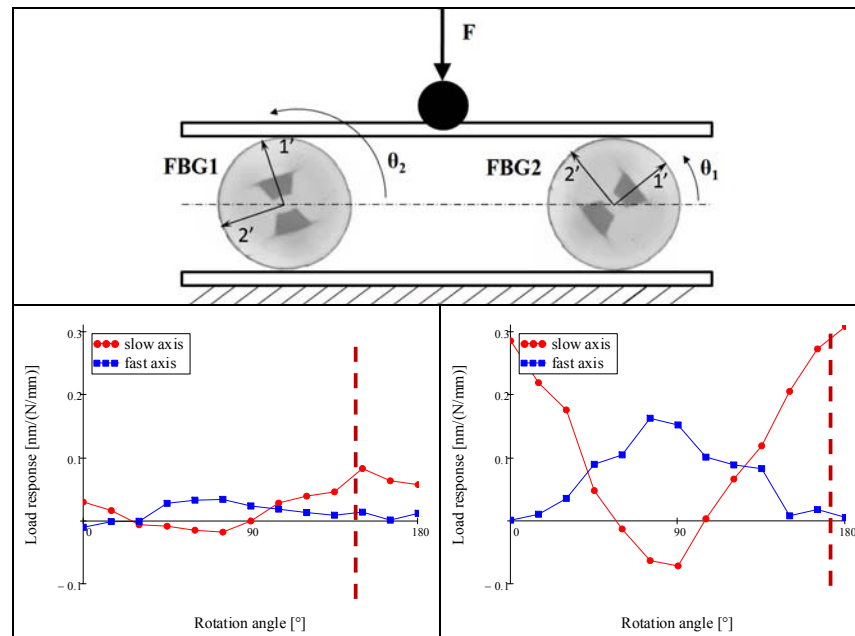 F
FBG1
1'
2'
θ₂
FBG2
2'
1'
θ₁
0.3
0.2
0.1
0
− 0.1
90
180
slow axis
fast axis
Load response [nm/(N/mm)]
Rotation angle [°]
0.3
0.2
0.1
0
− 0.1
90
180
slow axis
fast axis
Load response [nm/(N/mm)]
Rotation angle [°]